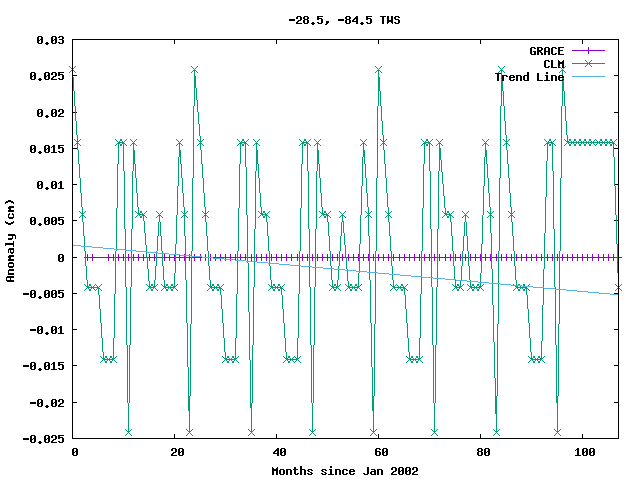 -28.5, -84.5 TWS
GRACE
CLM
Trend Line
0.03
0.025
0.02
0.015
0.01
0.005
0
-0.005
-0.01
-0.015
-0.02
-0.025
Anomaly (cm)
0 20 40 60 80 100
Months since Jan 2002